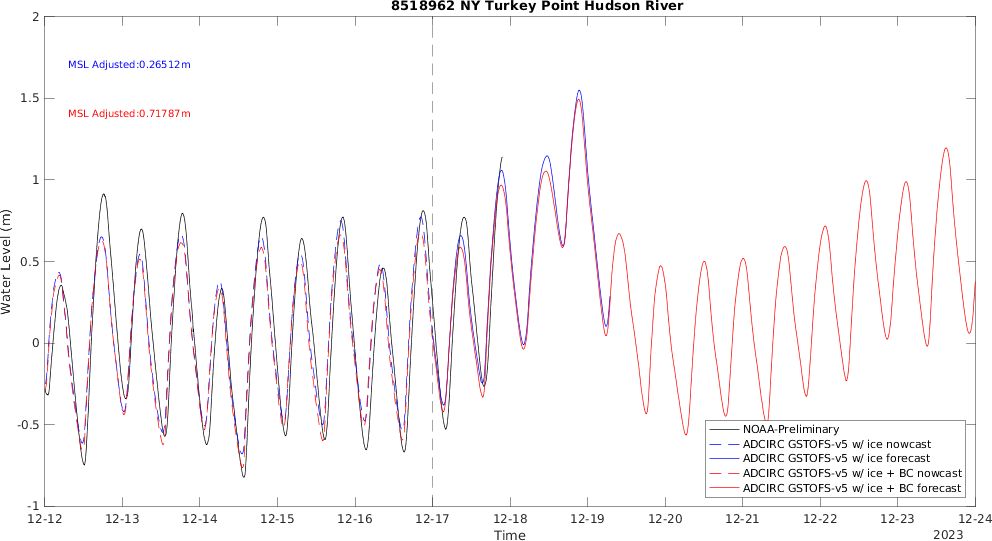 8518962 NY Turkey Point Hudson River
MSL Adjusted:0.26512m
MSL Adjusted:0.71787m
Water Level (m)
2
1.5
1
0.5
0
-0.5
-1
NOAA-Preliminary
ADCIRC GSTOFS-v5 w/ ice nowcast
ADCIRC GSTOFS-v5 w/ ice forecast
ADCIRC GSTOFS-v5 w/ ice + BC nowcast
ADCIRC GSTOFS-v5 w/ ice + BC forecast
12-12 12-13 12-14 12-15 12-16 12-17 12-18 12-19 12-20 12-21 12-22 12-23 12-24
Time
2023